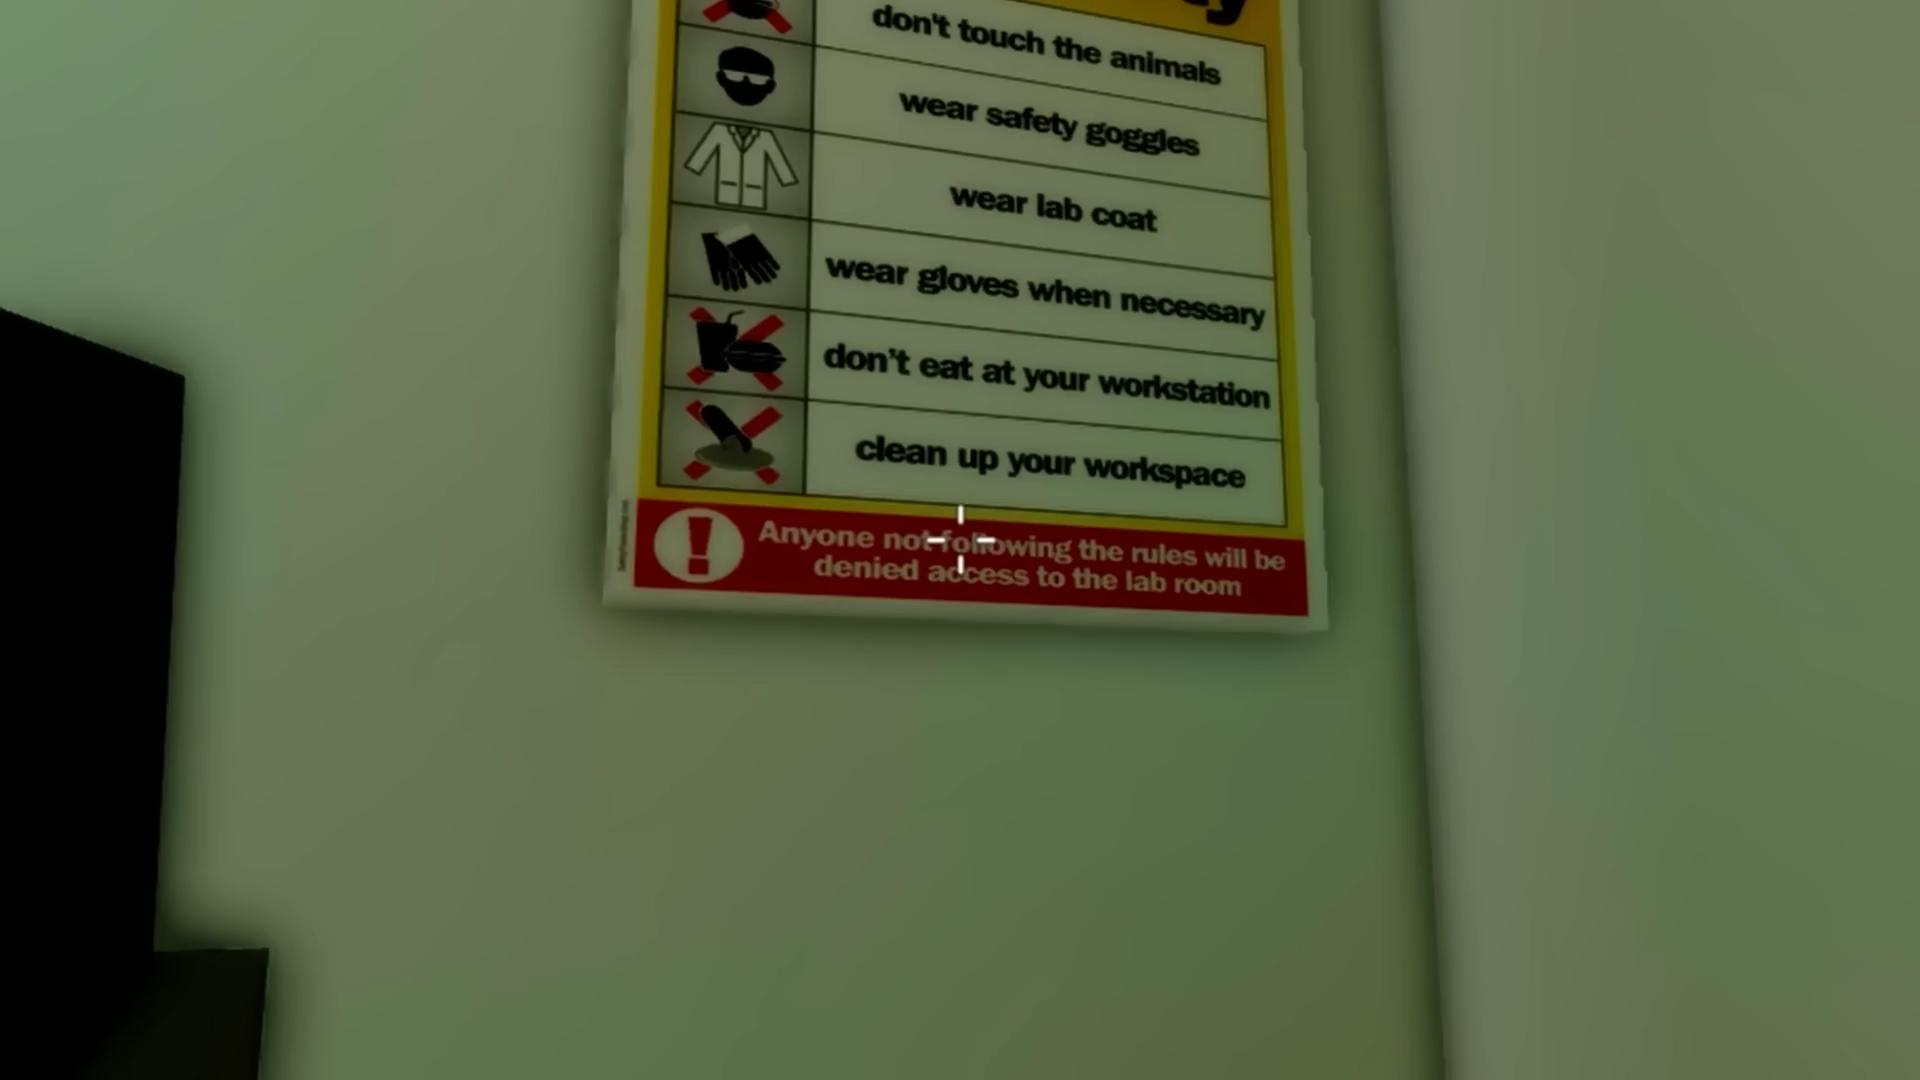 don't touch the animals
wear safety goggles
wear lab coat
wear gloves when necessary
don't eat at your workstation
clean up your workspace
Anyone not following the rules will be
denied access to the lab room